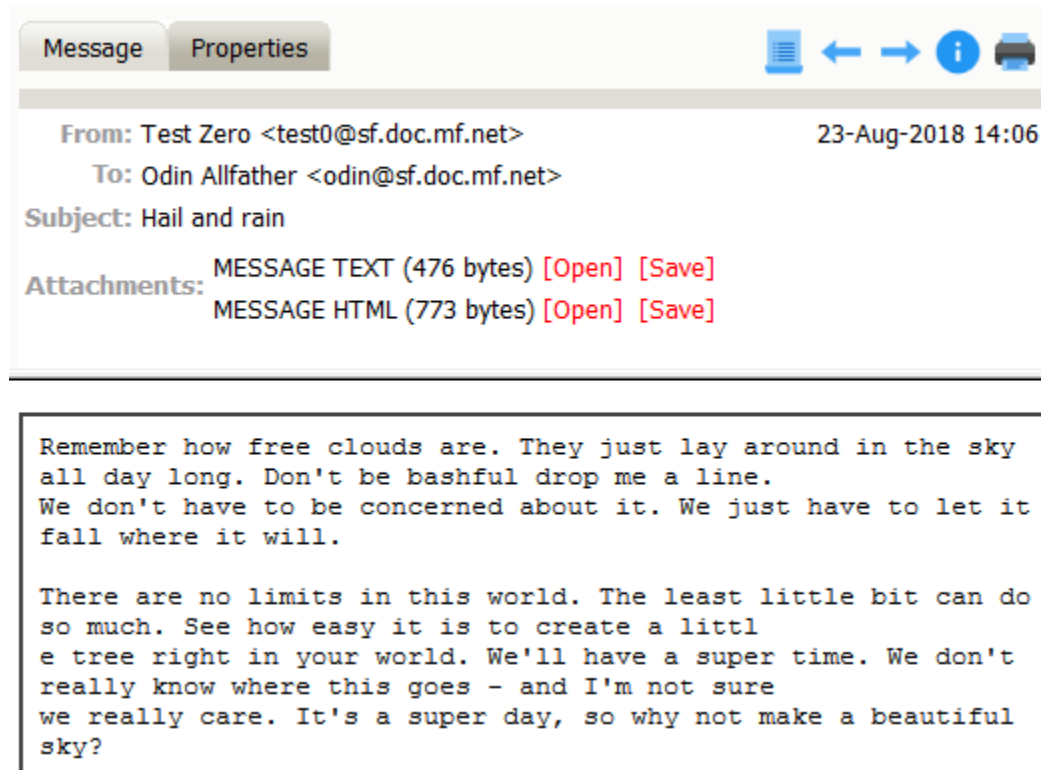 Message Properties
From: Test Zero <test0@sf.doc.mf.net> 23-Aug-2018 14:06
To: Odin Allfather <odin@sf.doc.mf.net>
Subject: Hail and rain
Attachments: MESSAGE TEXT (476 bytes) [Open] [Save]
MESSAGE HTML (773 bytes) [Open] [Save]
Remember how free clouds are. They just lay around in the sky
all day long. Don't be bashful drop me a line.
We don't have to be concerned about it. We just have to let it
fall where it will.
There are no limits in this world. The least little bit can do
so much. See how easy it is to create a littl
e tree right in your world. We'll have a super time. We don't
really know where this goes - and I'm not sure
we really care. It's a super day, so why not make a beautiful
sky?